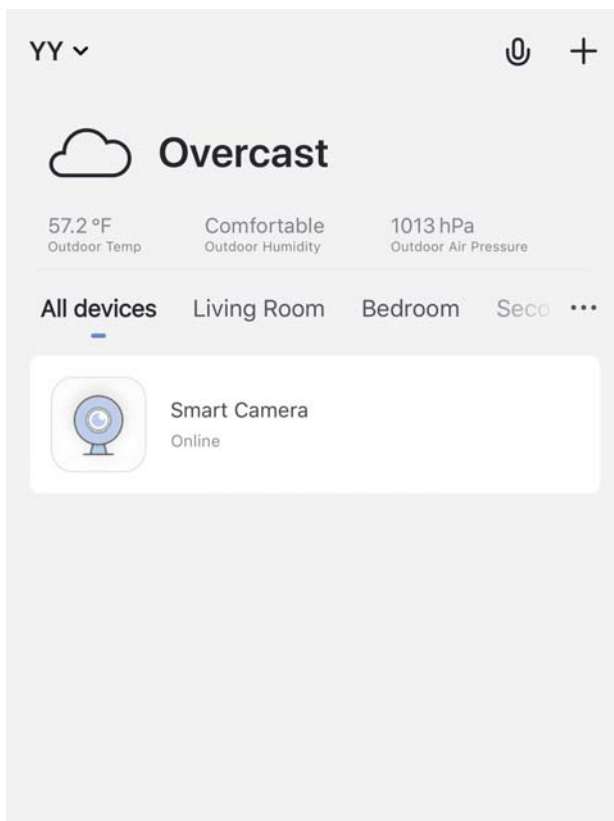 YY
Overcast
57.2 °F Comfortable 1013 hPa
Outdoor Temp Outdoor Humidity Outdoor Air Pressure
All devices Living Room Bedroom Seco ...
Smart Camera
Online